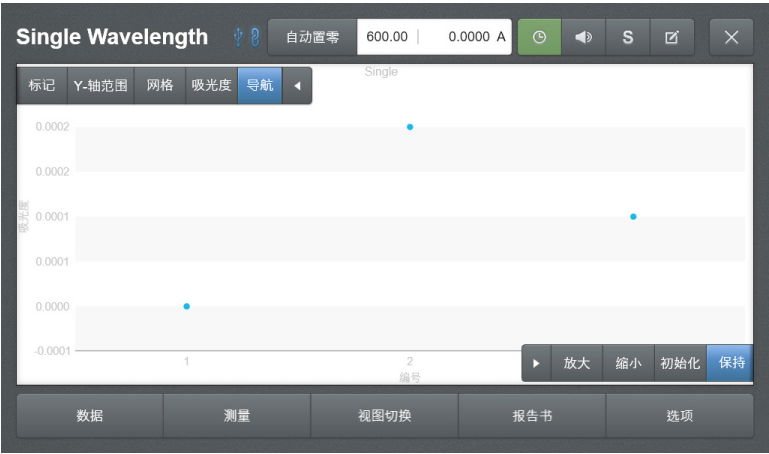 Single Wavelength 自动置零 600.00 0.0000 A S
标记 Y-轴范围 网格 吸光度 导航
Single
0.0002
0.0002
0.0001
0.0001
0.0000
-0.0001
吸光度
1 2
编号
放大 缩小 初始化 保持
数据 测量 视图切换 报告书 选项